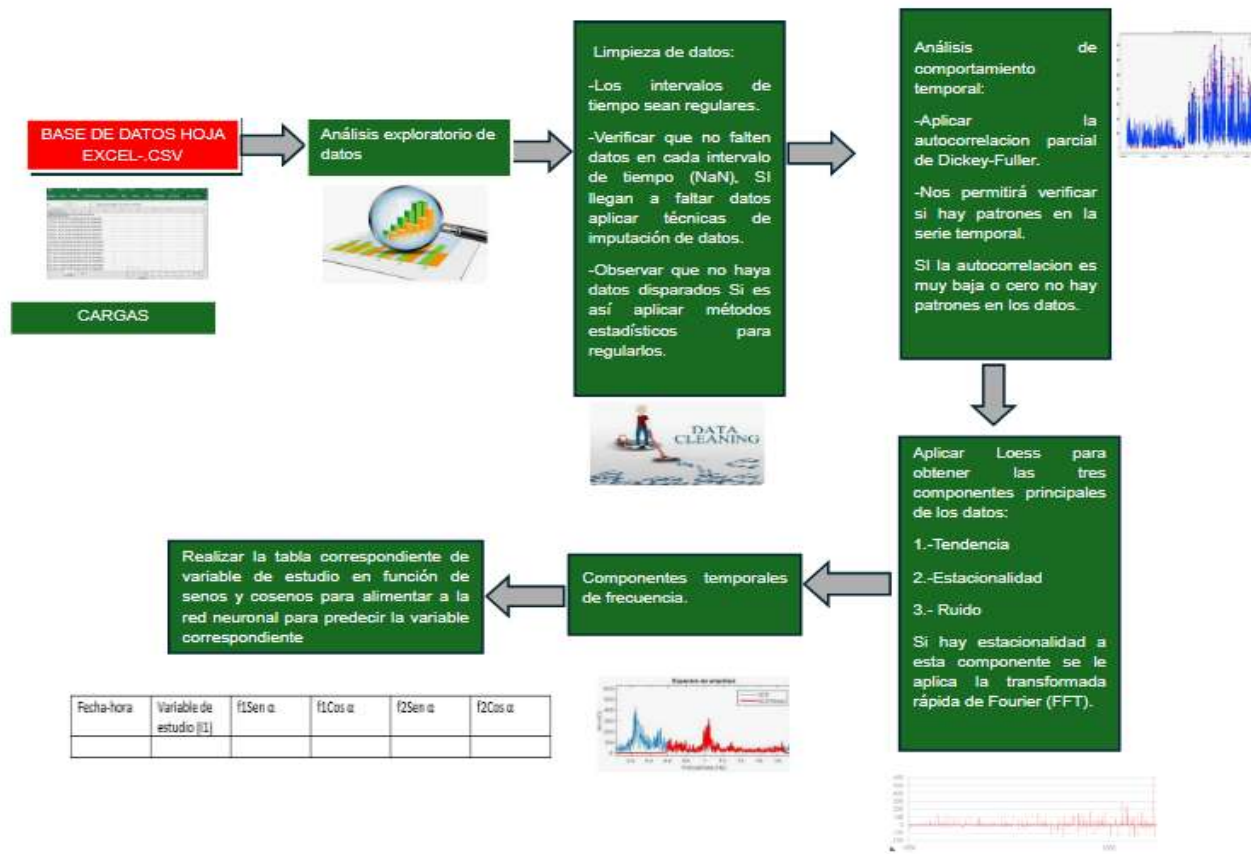 BASE DE DATOS HOJA
EXCEL-.CSV
CARGAS
Análisis exploratorio de
datos
Limpieza de datos:
-Los intervalos de
tiempo sean regulares.
-Verificar que no falten
datos en cada intervalo
de tiempo (NaN). SI
llegan a faltar datos
aplicar técnicas de
imputación de datos.
-Observar que no haya
datos disparados Si es
así aplicar métodos
estadísticos para
regularlos.
DATA
CLEANING
Análisis de
comportamiento
temporal:
-Aplicar la
autocorrelacion parcial
de Dickey-Fuller.
-Nos permitirá verificar
si hay patrones en la
serie temporal.
SI la autocorrelacion es
muy baja o cero no hay
patrones en los datos.
Aplicar Loess para
obtener las tres
componentes principales
de los datos:
1.-Tendencia
2.-Estacionalidad
3.- Ruido
Si hay estacionalidad a
esta componente se le
aplica la transformada
rápida de Fourier (FFT).
Componentes temporales
de frecuencia.
Realizar la tabla correspondiente de
variable de estudio en función de
senos y cosenos para alimentar a la
red neuronal para predecir la variable
correspondiente
Fecha-hora Variable de f1Sen α f1Cos α f2Sen α f2Cos α
estudio (I1)